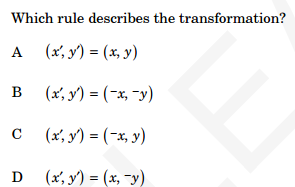 Which rule describes the transformation?
A (x′, y′) = (x, y)
B (x′, y′) = (⁻x, ⁻y)
C (x′, y′) = (⁻x, y)
D (x′, y′) = (x, ⁻y)